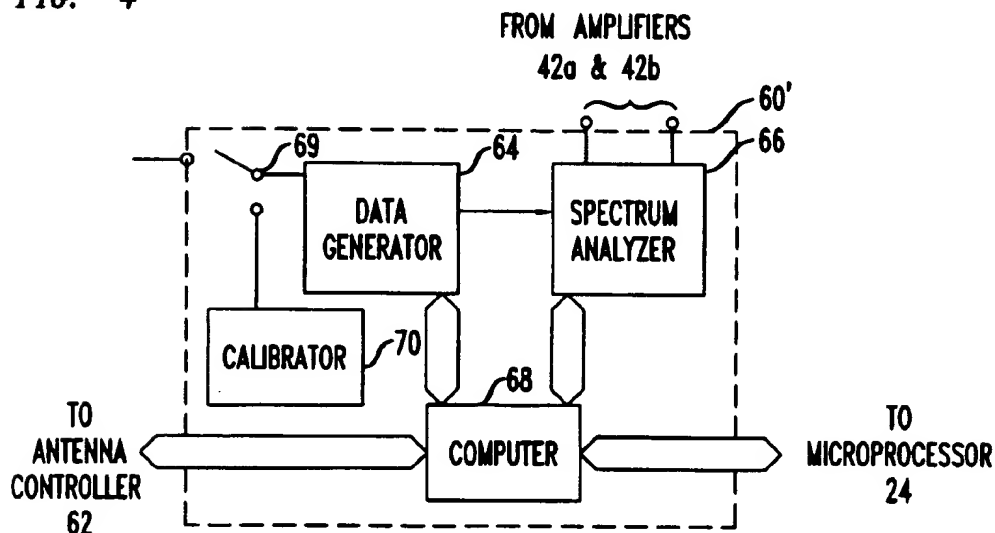 FIG. 4
FROM AMPLIFIERS
42a & 42b
60'
69
64
66
DATA
GENERATOR
SPECTRUM
ANALYZER
CALIBRATOR
70
68
COMPUTER
TO
ANTENNA
CONTROLLER
62
TO
MICROPROCESSOR
24